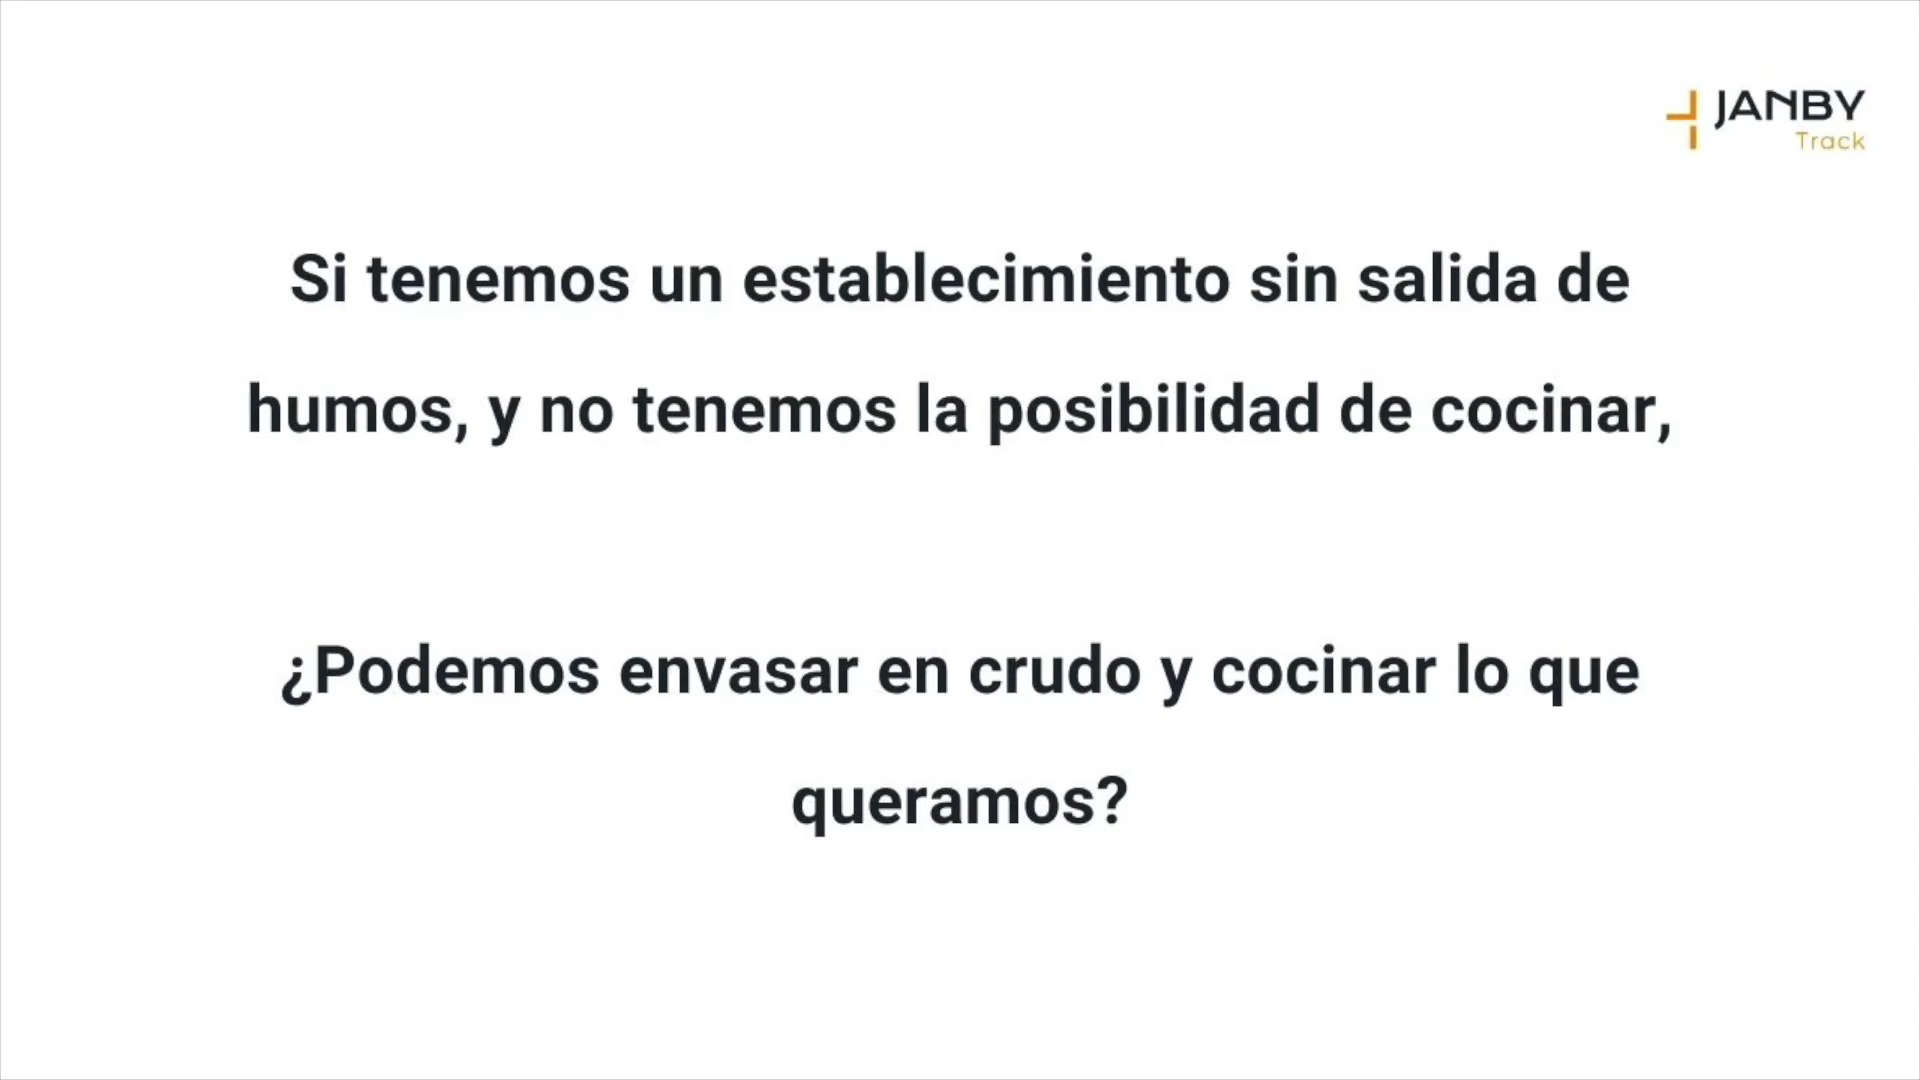 JANBY
Track
Si tenemos un establecimiento sin salida de
humos, y no tenemos la posibilidad de cocinar,
¿Podemos envasar en crudo y cocinar lo que
queramos?